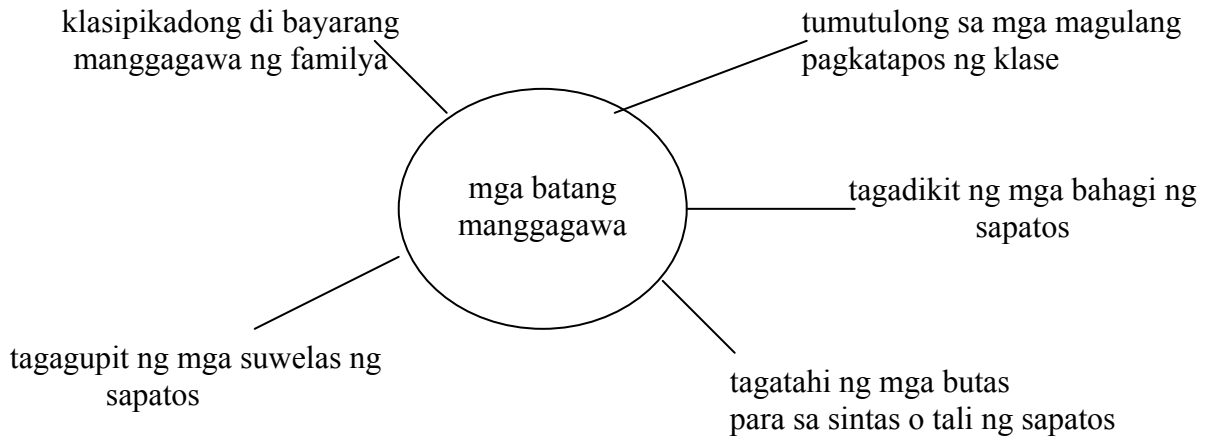 klasipikadong di bayarang
manggagawa ng familya
tumutulong sa mga magulang
pagkatapos ng klase
mga batang
manggagawa
tagadikit ng mga bahagi ng
sapatos
tagagupit ng mga suwelas ng
sapatos
tagatahi ng mga butas
para sa sintas o tali ng sapatos